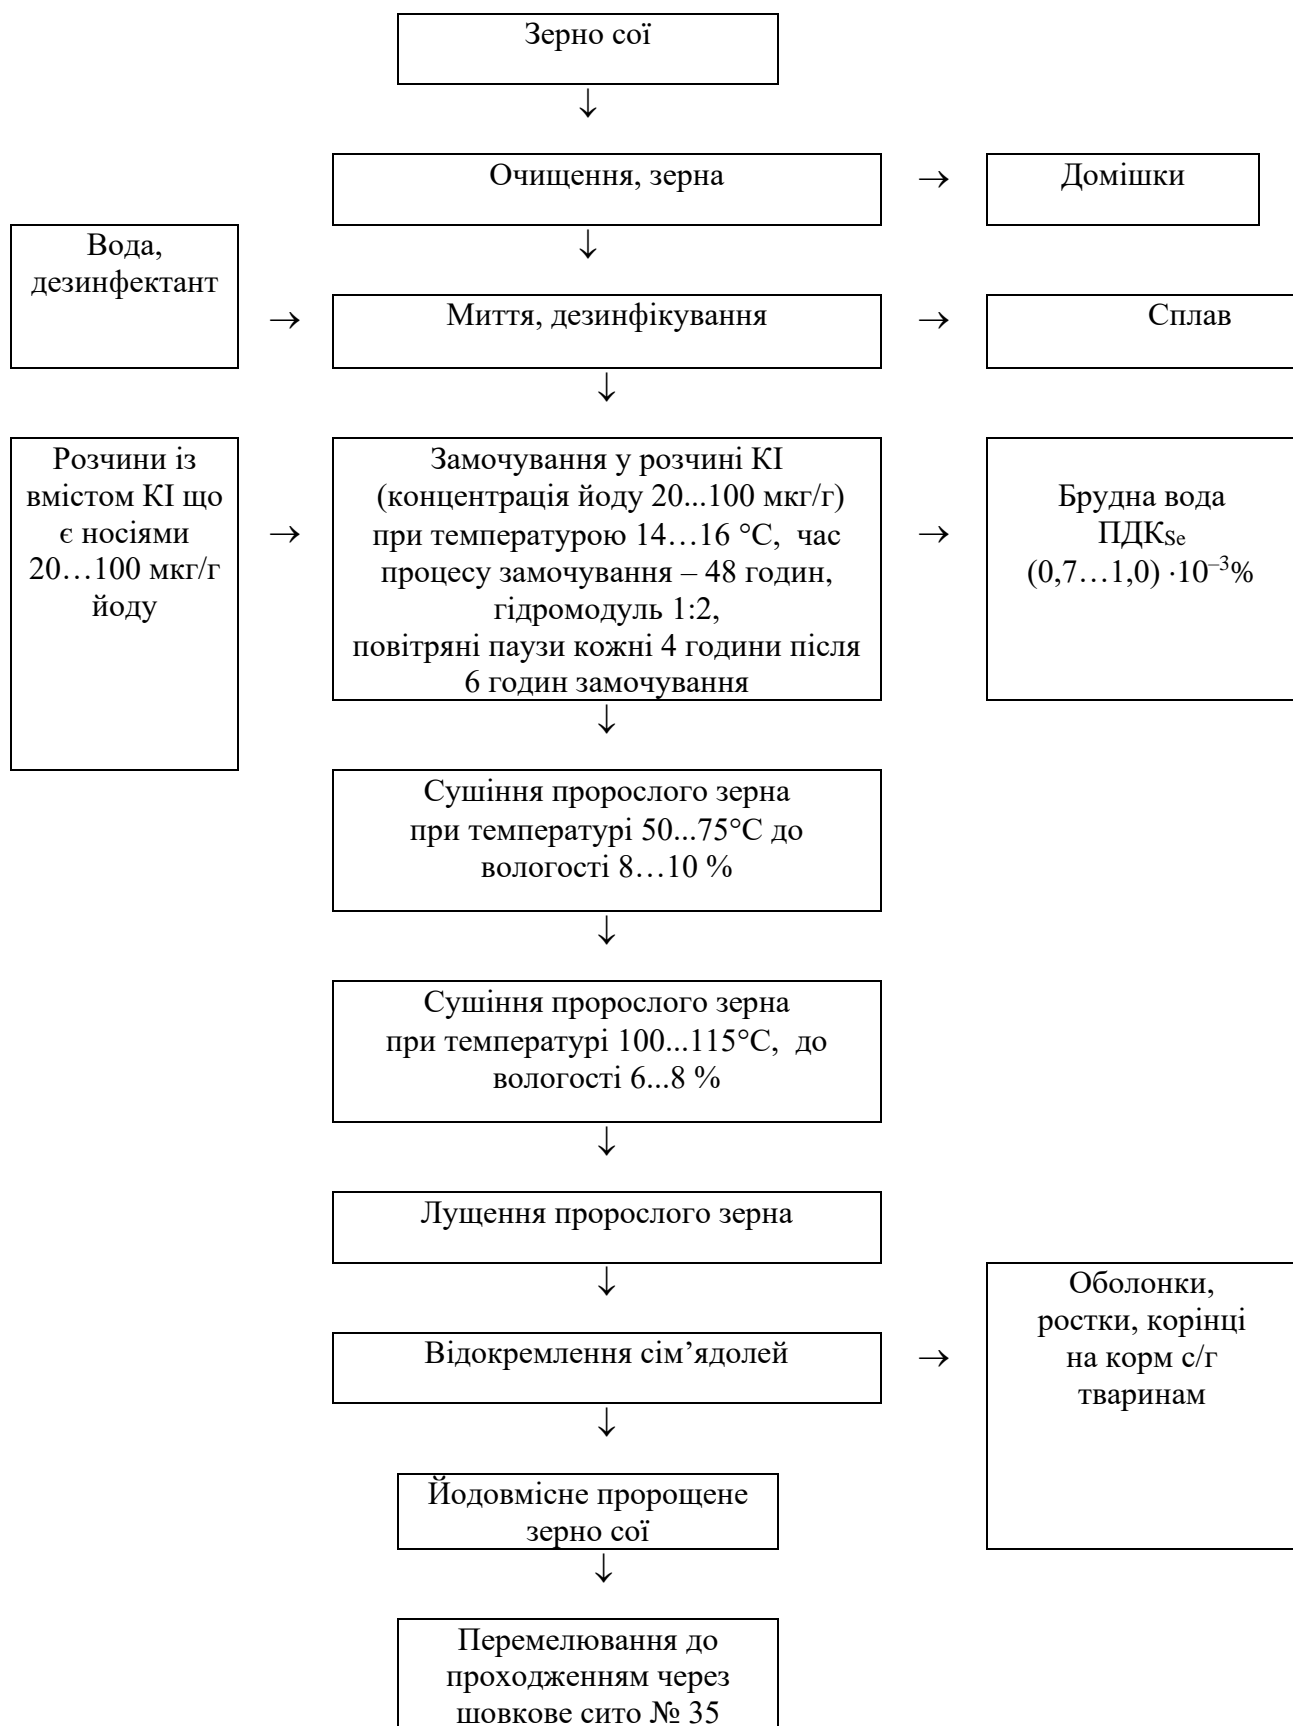 Зерно сої
Очищення, зерна
Домішки
Вода,
дезинфектант
Миття, дезинфікування
Сплав
Розчини із
вмістом КІ що
є носіями
20…100 мкг/г
йоду
Замочування у розчині КІ
(концентрація йоду 20...100 мкг/г)
при температурою 14…16 °С, час
процесу замочування – 48 годин,
гідромодуль 1:2,
повітряні паузи кожні 4 години після
6 годин замочування
Брудна вода
ПДКSe
(0,7…1,0) ·10–3%
Сушіння пророслого зерна
при температурі 50...75°С до
вологості 8…10 %
Сушіння пророслого зерна
при температурі 100...115°С, до
вологості 6...8 %
Лущення пророслого зерна
Відокремлення сім’ядолей
Оболонки,
ростки, корінці
на корм с/г
тваринам
Йодовмісне пророщене
зерно сої
Перемелювання до
проходженням через
шовкове сито № 35